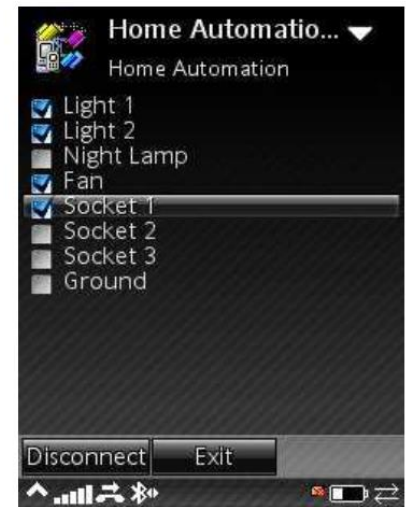 Home Automatio...
Home Automation
Light 1
Light 2
Night Lamp
Fan
Socket 1
Socket 2
Socket 3
Ground
Disconnect Exit